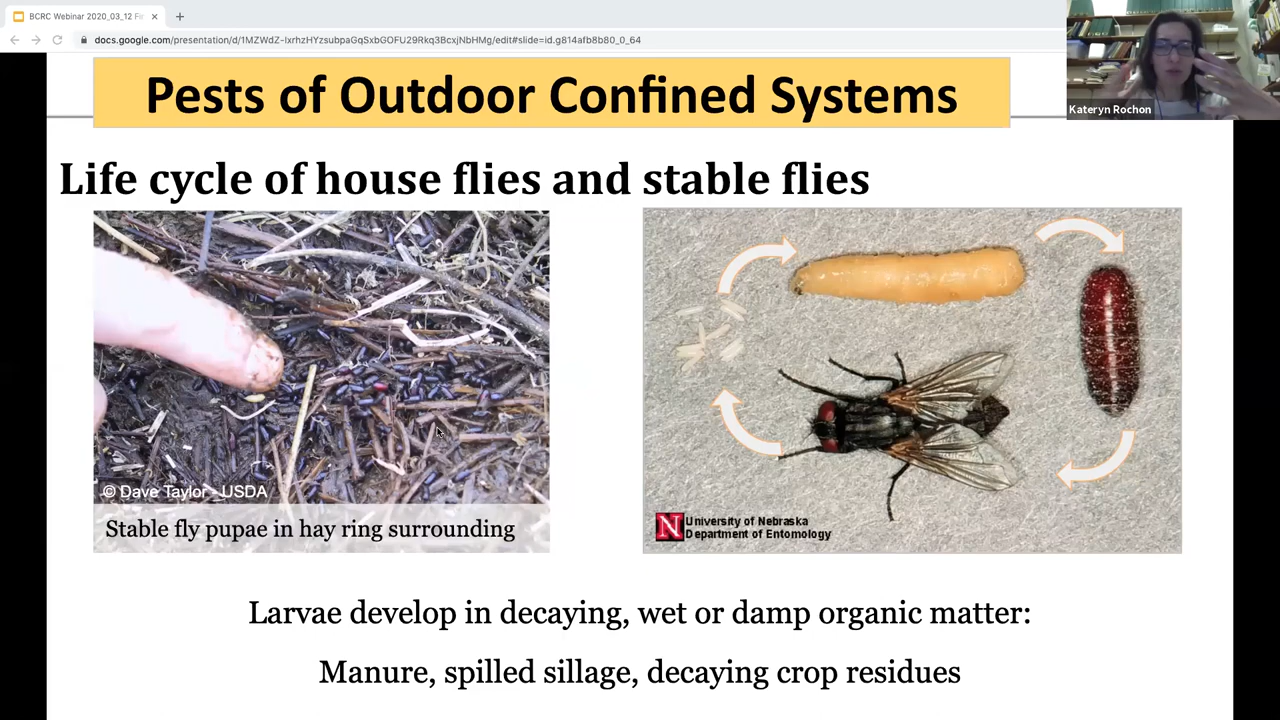 BCRC Webinar 2020_03_12 Fi
docs.google.com/presentation/d/1MZWdZ-lxrhzHYzsubpaGqSxbGOFU29Rkq3BcxjNbHMg/edit#slide=id.g814afb8b80_0_64
Kateryn Rochon
Pests of Outdoor Confined Systems
Life cycle of house flies and stable flies
© Dave Taylor - USDA
Stable fly pupae in hay ring surrounding
N
University of Nebraska
Department of Entomology
Larvae develop in decaying, wet or damp organic matter:
Manure, spilled sillage, decaying crop residues